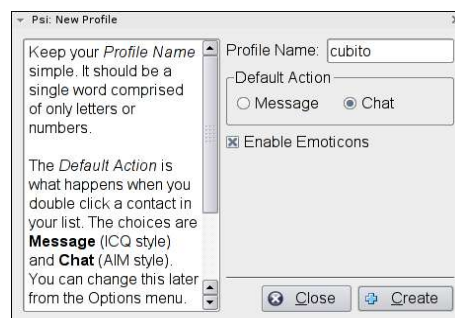 Psi: New Profile
Keep your Profile Name
simple. It should be a
single word comprised
of only letters or
numbers.
The Default Action is
what happens when you
double click a contact in
your list. The choices are
Message (ICQ style)
and Chat (AIM style).
You can change this later
from the Options menu.
Profile Name: cubito
Default Action
Message Chat
Enable Emoticons
Close Create